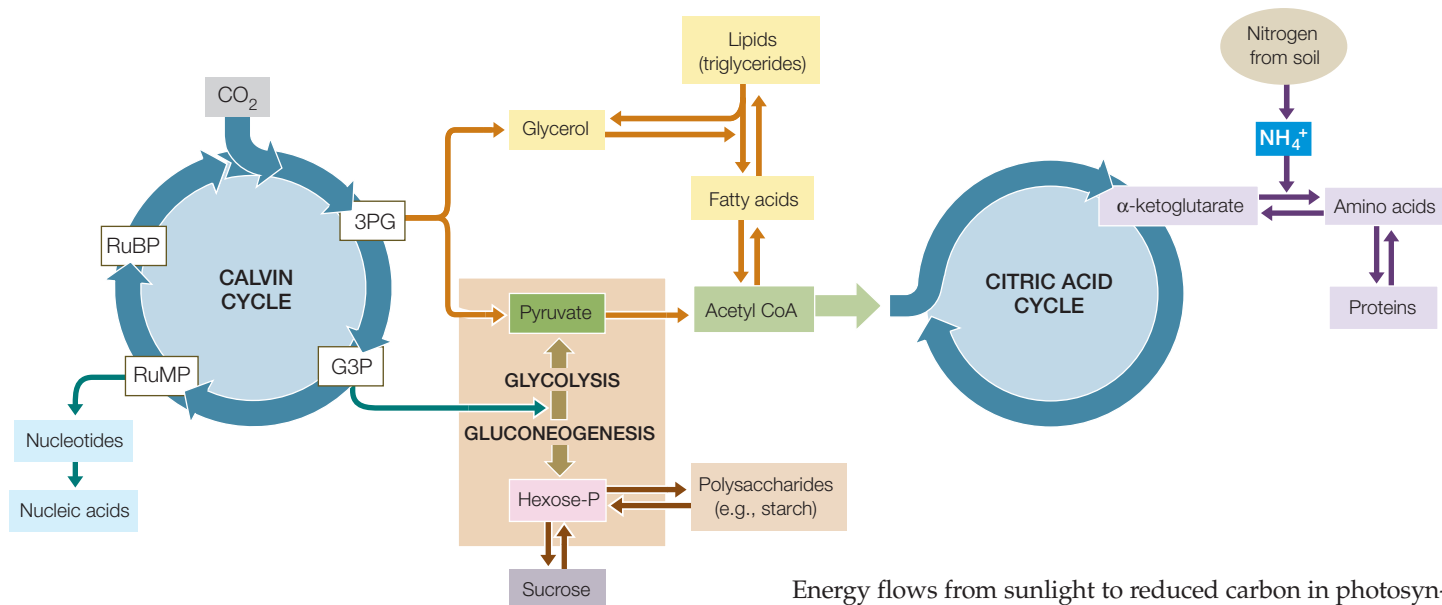 Lipids
(triglycerides)
Nitrogen
from soil
CO₂
Glycerol
NH₄⁺
Fatty acids
3PG
α-ketoglutarate
Amino acids
RuBP
CALVIN
CYCLE
CITRIC ACID
CYCLE
Pyruvate
Acetyl CoA
Proteins
RuMP
G3P
GLYCOLYSIS
GLUCONEOGENESIS
Nucleotides
Nucleic acids
Hexose-P
Polysaccharides
(e.g., starch)
Sucrose
Energy flows from sunlight to reduced carbon in photosyn-